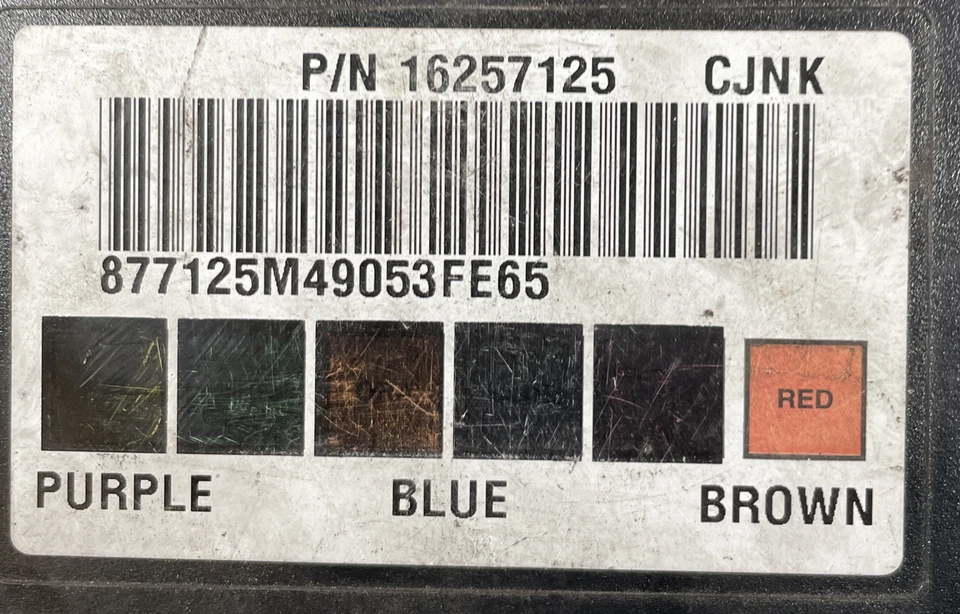 P/N 16257125 CJNK
877125M49053FE65
RED
PURPLE BLUE BROWN